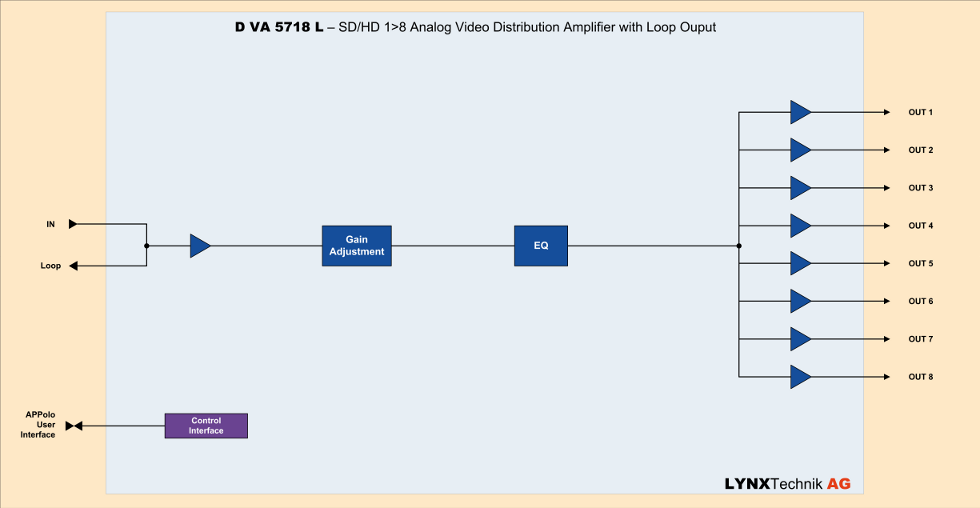 D VA 5718 L – SD/HD 1>8 Analog Video Distribution Amplifier with Loop Ouput
OUT 1
OUT 2
OUT 3
OUT 4
OUT 5
OUT 6
OUT 7
OUT 8
IN
Loop
Gain
Adjustment
EQ
APPolo
User
Interface
Control
Interface
LYNXTechnik AG